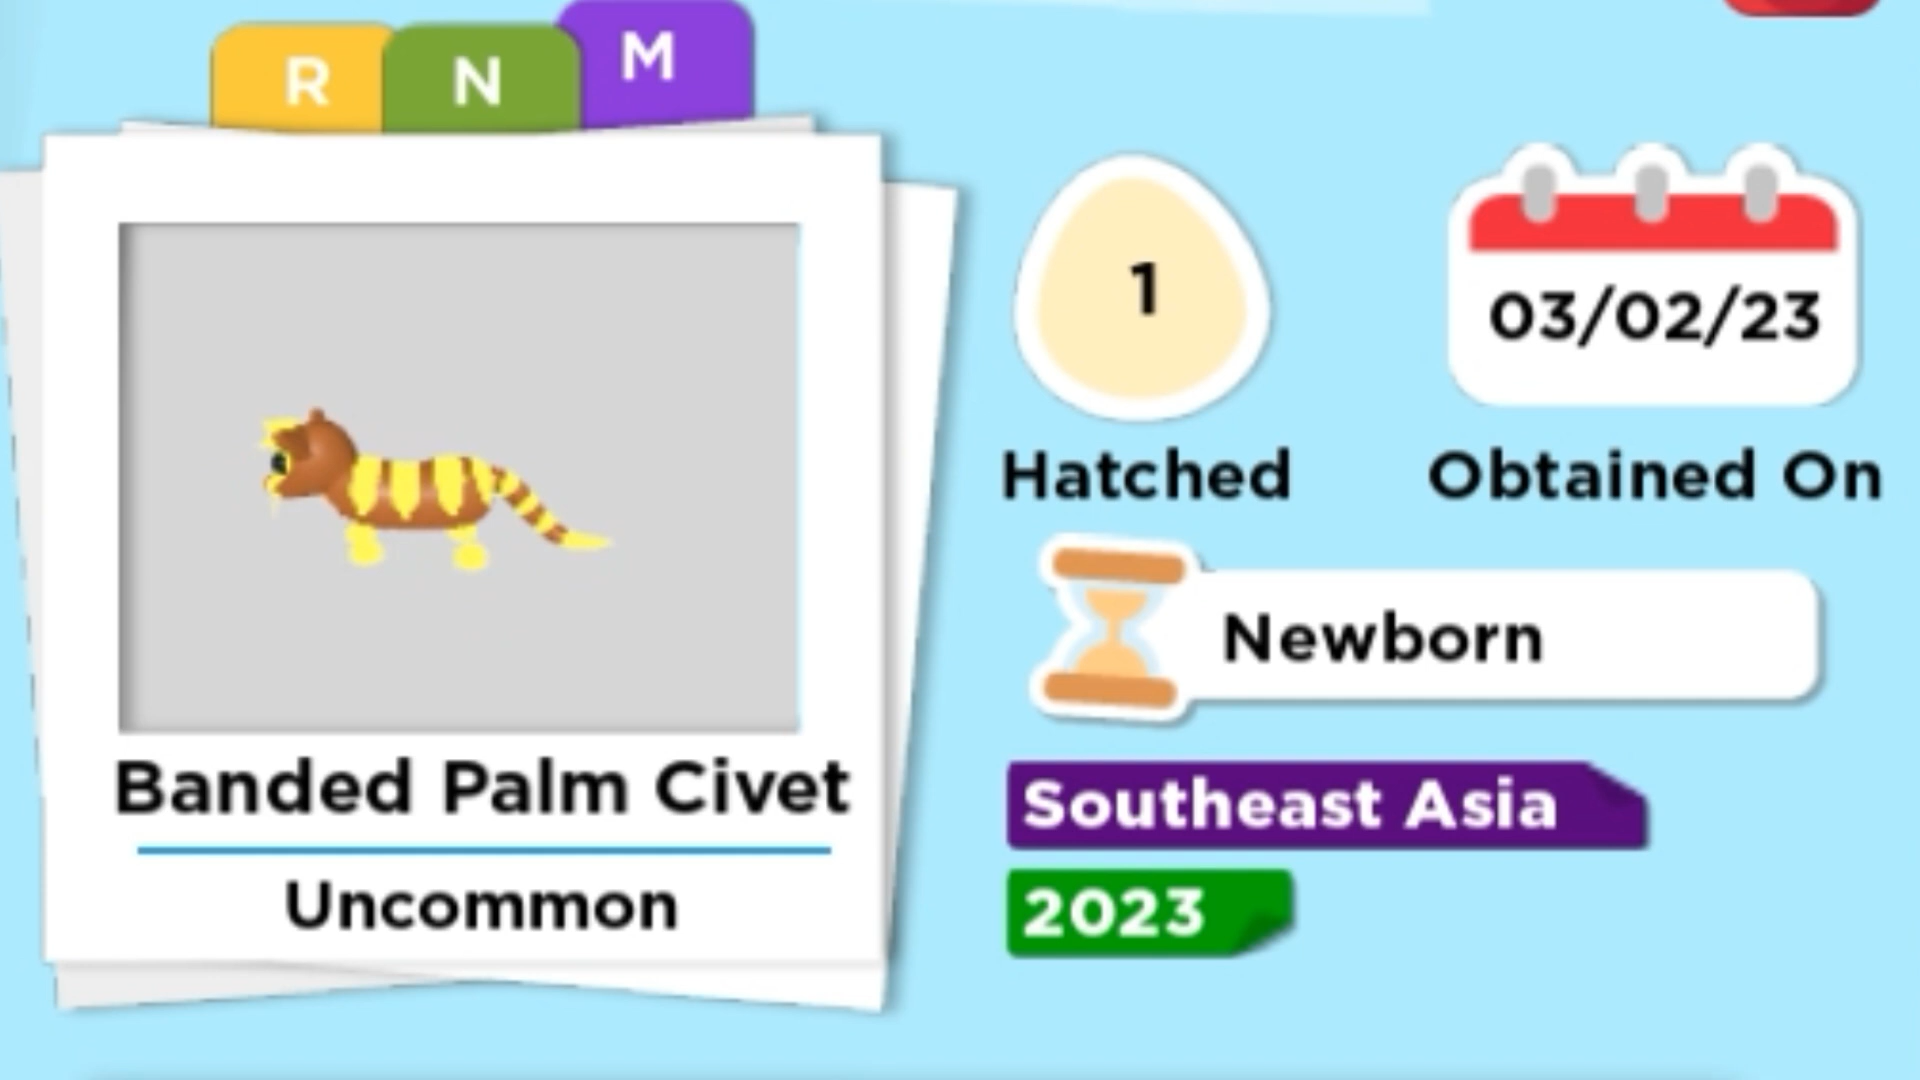 R N M
Banded Palm Civet
Uncommon
1
Hatched
03/02/23
Obtained On
Newborn
Southeast Asia
2023